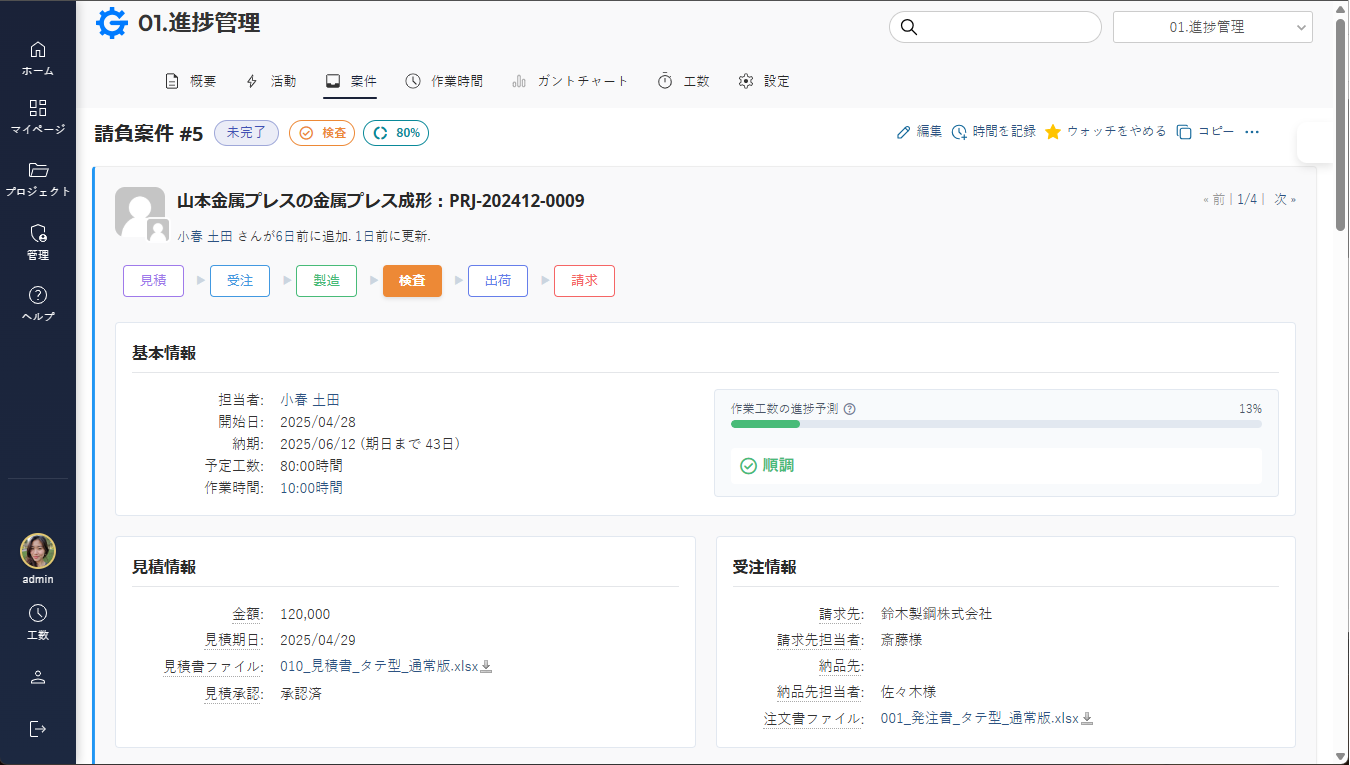 01.進捗管理
01.進捗管理
概要 活動 案件 作業時間 ガントチャート 工数 設定
ホーム
マイページ
プロジェクト
管理
ヘルプ
admin
工数
請負案件 #5 未完了 検査 80%
編集 時間を記録 ウォッチをやめる コピー ...
山本金属プレスの金属プレス成形：PRJ-202412-0009
« 前 | 1/4 | 次 »
小春 土田 さんが6日前に追加. 1日前に更新.
見積 受注 製造 検査 出荷 請求
基本情報
担当者: 小春 土田
開始日: 2025/04/28
納期: 2025/06/12 (期日まで 43日)
予定工数: 80:00時間
作業時間: 10:00時間
作業工数の進捗予測 ? 13%
順調
見積情報
金額: 120,000
見積期日: 2025/04/29
見積書ファイル: 010_見積書_タテ型_通常版.xlsx
見積承認: 承認済
受注情報
請求先: 鈴木製鋼株式会社
請求先担当者: 斎藤様
納品先:
納品先担当者: 佐々木様
注文書ファイル: 001_発注書_タテ型_通常版.xlsx